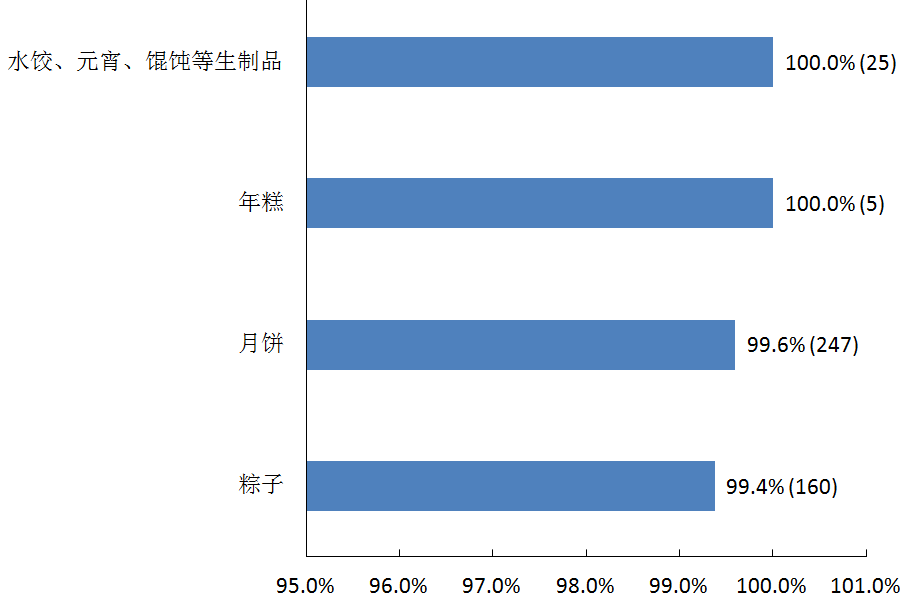 水饺、元宵、馄饨等生制品
100.0% (25)
年糕
100.0% (5)
月饼
99.6% (247)
粽子
99.4% (160)
95.0% 96.0% 97.0% 98.0% 99.0% 100.0% 101.0%